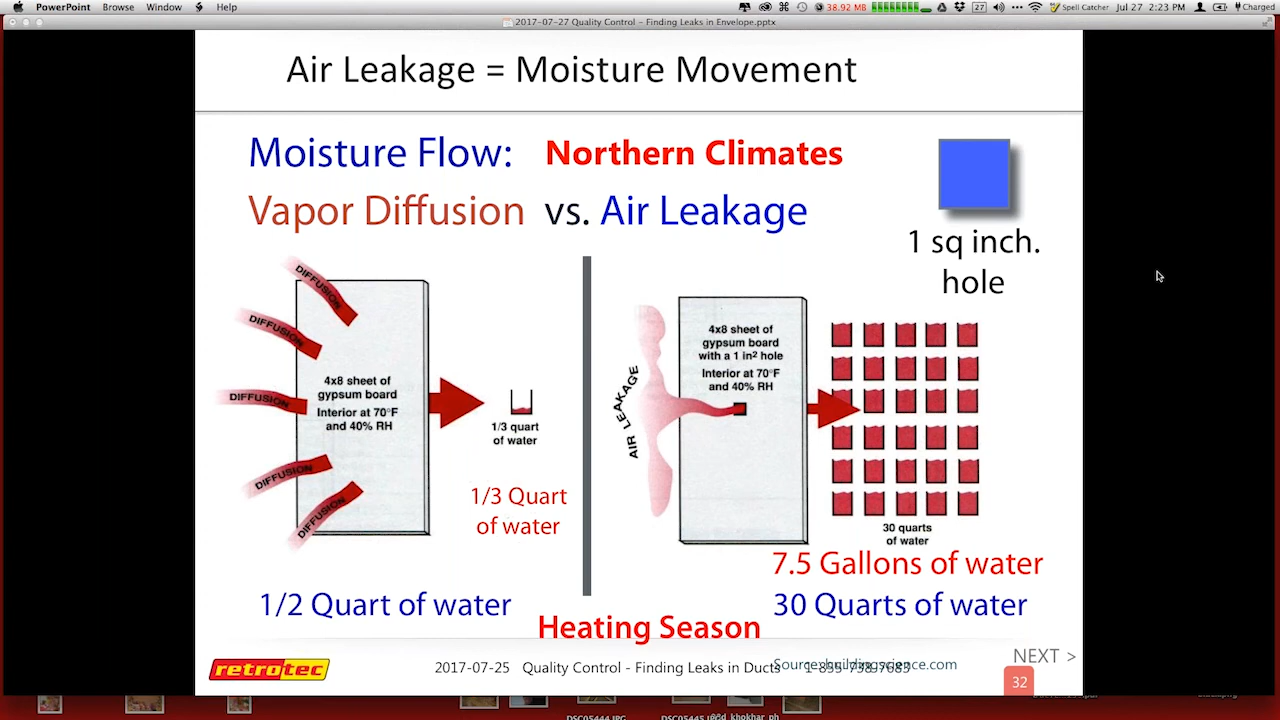 PowerPoint Browse Window Help
38.92 MB 27 Spell Catcher Jul 27 2:23 PM Charged
2017-07-27 Quality Control - Finding Leaks in Envelope.pptx
Air Leakage = Moisture Movement
Moisture Flow: Northern Climates
Vapor Diffusion vs. Air Leakage
1 sq inch.
hole
DIFFUSION
DIFFUSION
DIFFUSION
DIFFUSION
DIFFUSION
4x8 sheet of
gypsum board
Interior at 70°F
and 40% RH
1/3 quart
of water
1/3 Quart
of water
1/2 Quart of water
AIR LEAKAGE
4x8 sheet of
gypsum board
with a 1 in² hole
Interior at 70°F
and 40% RH
30 quarts
of water
7.5 Gallons of water
30 Quarts of water
Heating Season
retrotec
2017-07-25 Quality Control - Finding Leaks in Ducts
Source: buildingscience.com
NEXT >
32
DSC05444.JPG